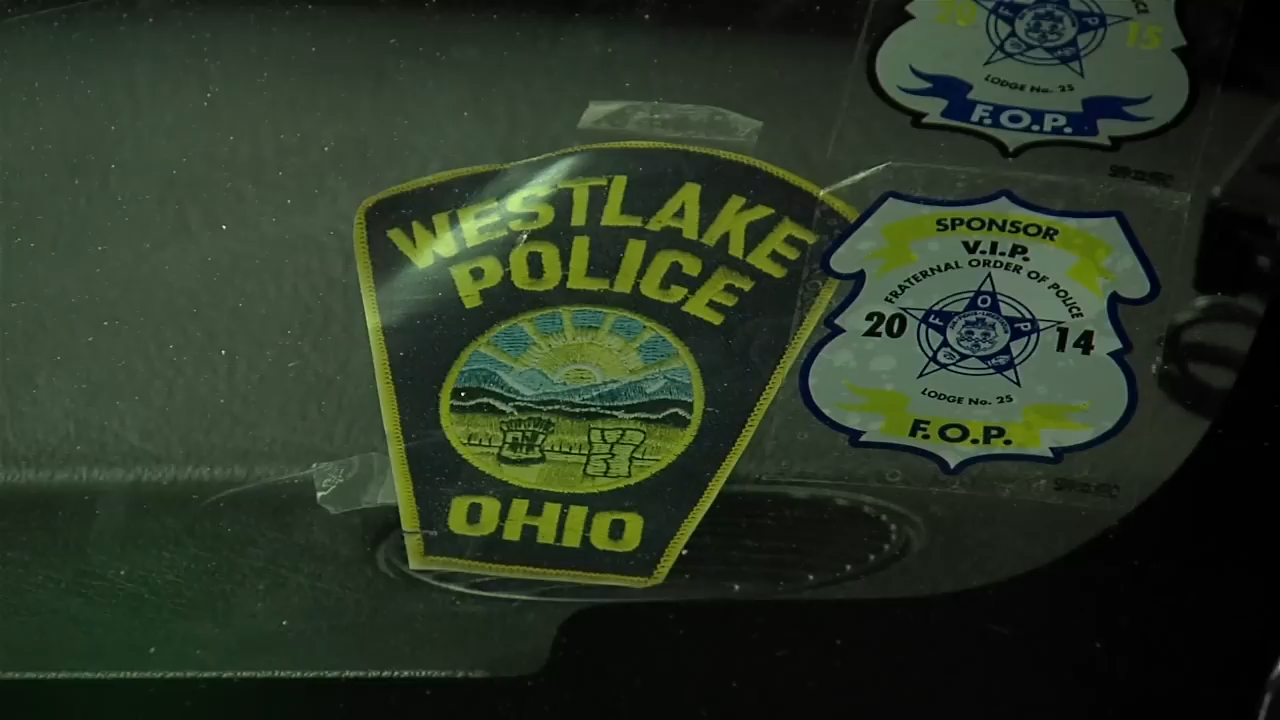 WESTLAKE
POLICE
OHIO
20 15
LODGE No. 25
F.O.P.
SPONSOR
V.I.P.
FRATERNAL ORDER OF POLICE
F O P
20 14
LODGE No. 25
F.O.P.